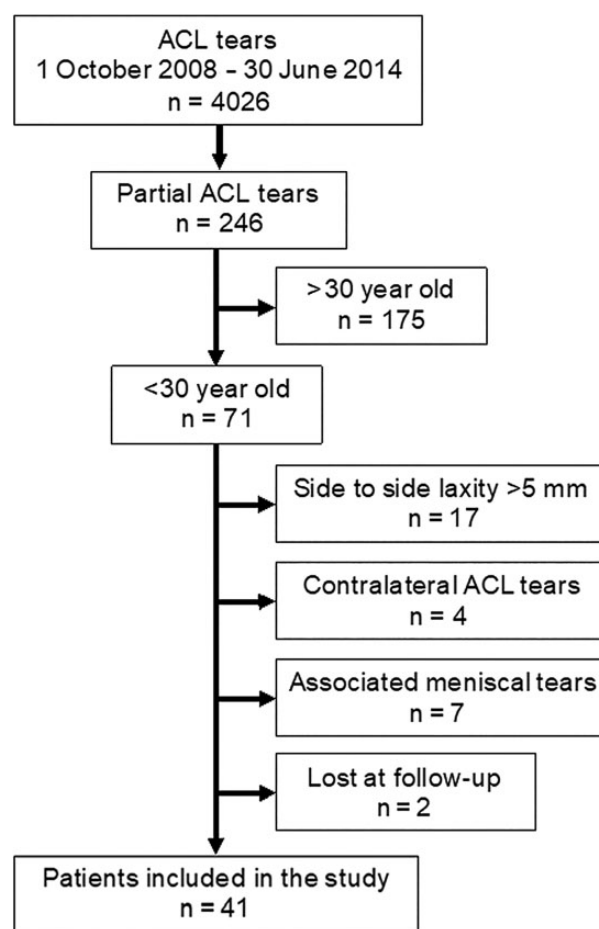 ACL tears
1 October 2008 – 30 June 2014
n = 4026
Partial ACL tears
n = 246
>30 year old
n = 175
<30 year old
n = 71
Side to side laxity >5 mm
n = 17
Contralateral ACL tears
n = 4
Associated meniscal tears
n = 7
Lost at follow-up
n = 2
Patients included in the study
n = 41